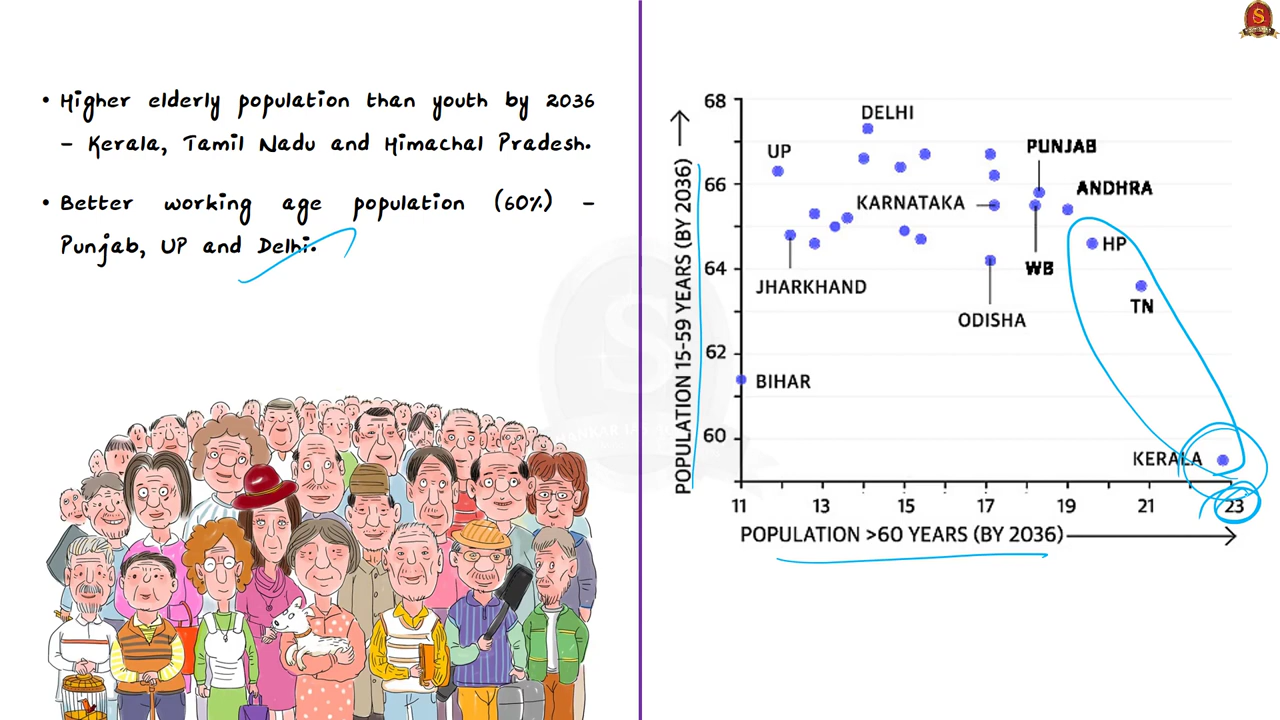 • Higher elderly population than youth by 2036
– Kerala, Tamil Nadu and Himachal Pradesh.
• Better working age population (60%) –
Punjab, UP and Delhi.
POPULATION 15-59 YEARS (BY 2036)
68
66
64
62
60
DELHI
UP
PUNJAB
ANDHRA
KARNATAKA
HP
WB
JHARKHAND
TN
ODISHA
BIHAR
KERALA
11 13 15 17 19 21 23
POPULATION >60 YEARS (BY 2036)